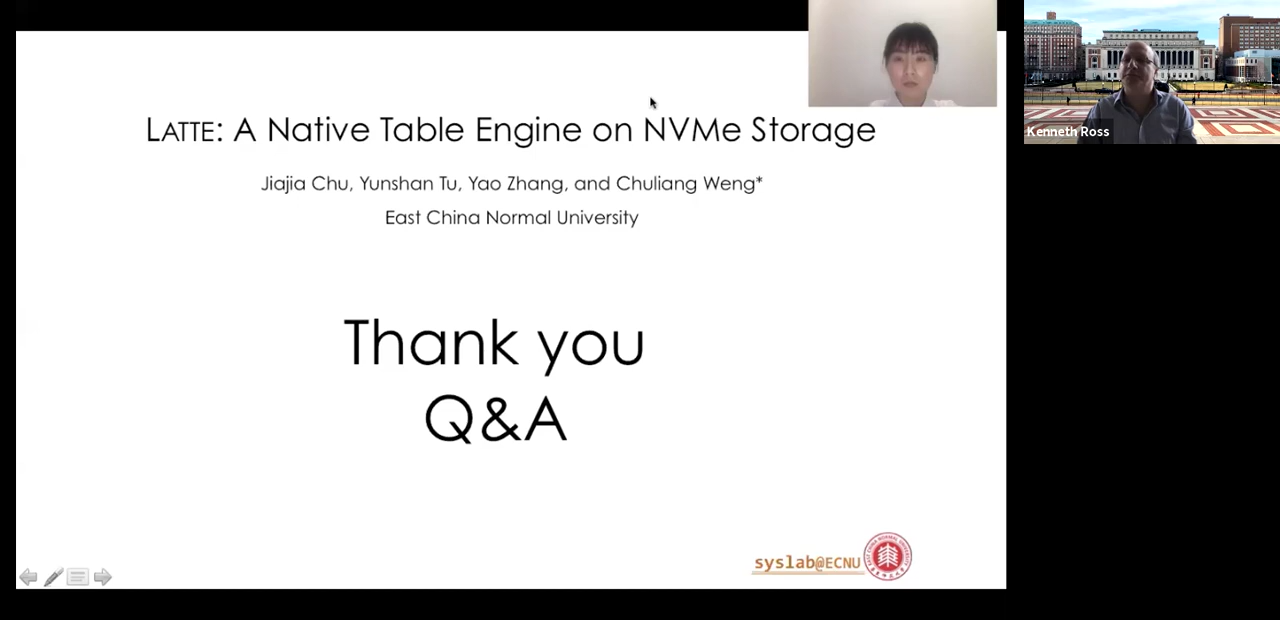 LATTE: A Native Table Engine on NVMe Storage
Jiajia Chu, Yunshan Tu, Yao Zhang, and Chuliang Weng*
East China Normal University
Thank you
Q&A
syslab@ECNU
Kenneth Ross